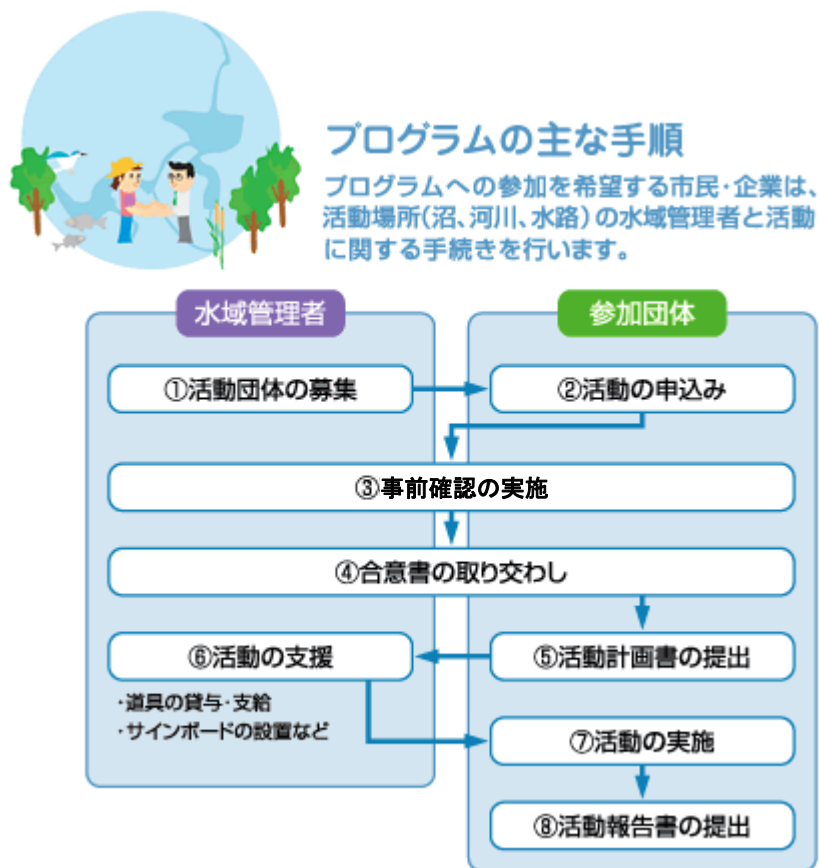 プログラムの主な手順
プログラムへの参加を希望する市民・企業は、
活動場所(沼、河川、水路)の水域管理者と活動
に関する手続きを行います。
水域管理者
参加団体
①活動団体の募集
②活動の申込み
③事前確認の実施
④合意書の取り交わし
⑥活動の支援
⑤活動計画書の提出
・道具の貸与・支給
・サインボードの設置など
⑦活動の実施
⑧活動報告書の提出